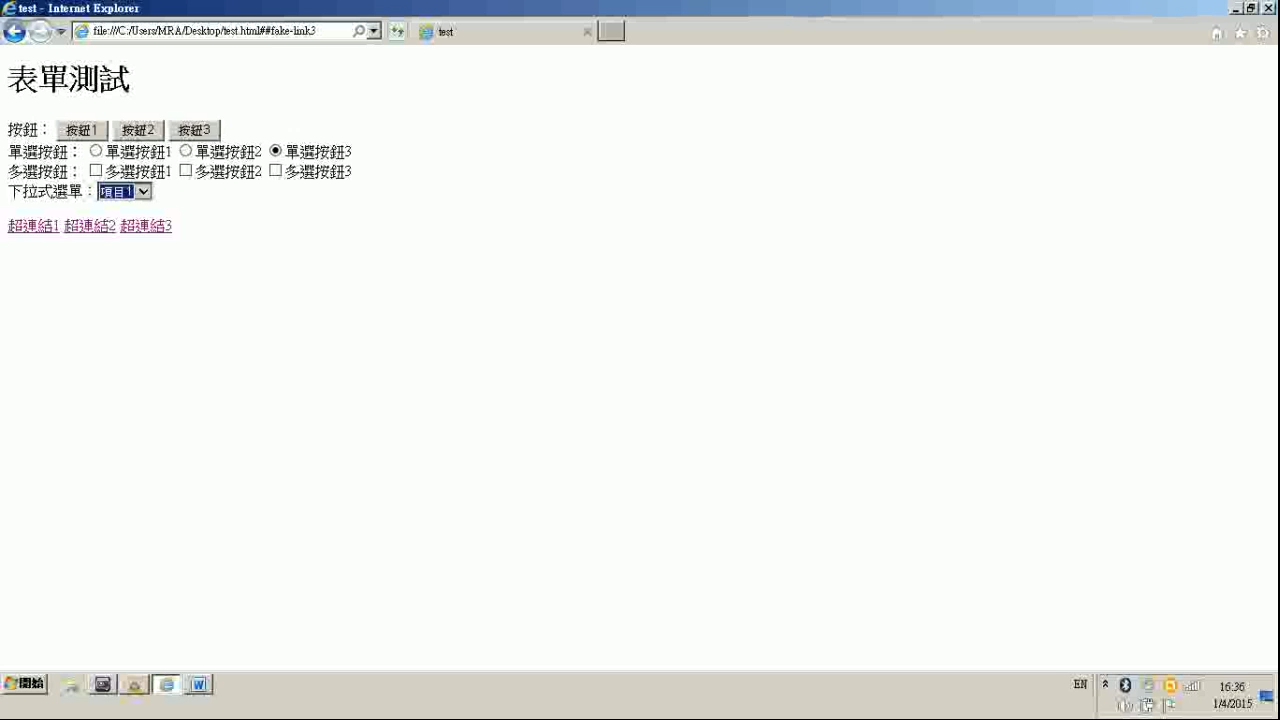 test - Internet Explorer
file:///C:/Users/MRA/Desktop/test.html##fake-link3
test
表單測試
按鈕： 按鈕1 按鈕2 按鈕3
單選按鈕： 單選按鈕1 單選按鈕2 單選按鈕3
多選按鈕： 多選按鈕1 多選按鈕2 多選按鈕3
下拉式選單：項目1
超連結1 超連結2 超連結3
開始
EN
16:36
1/4/2015